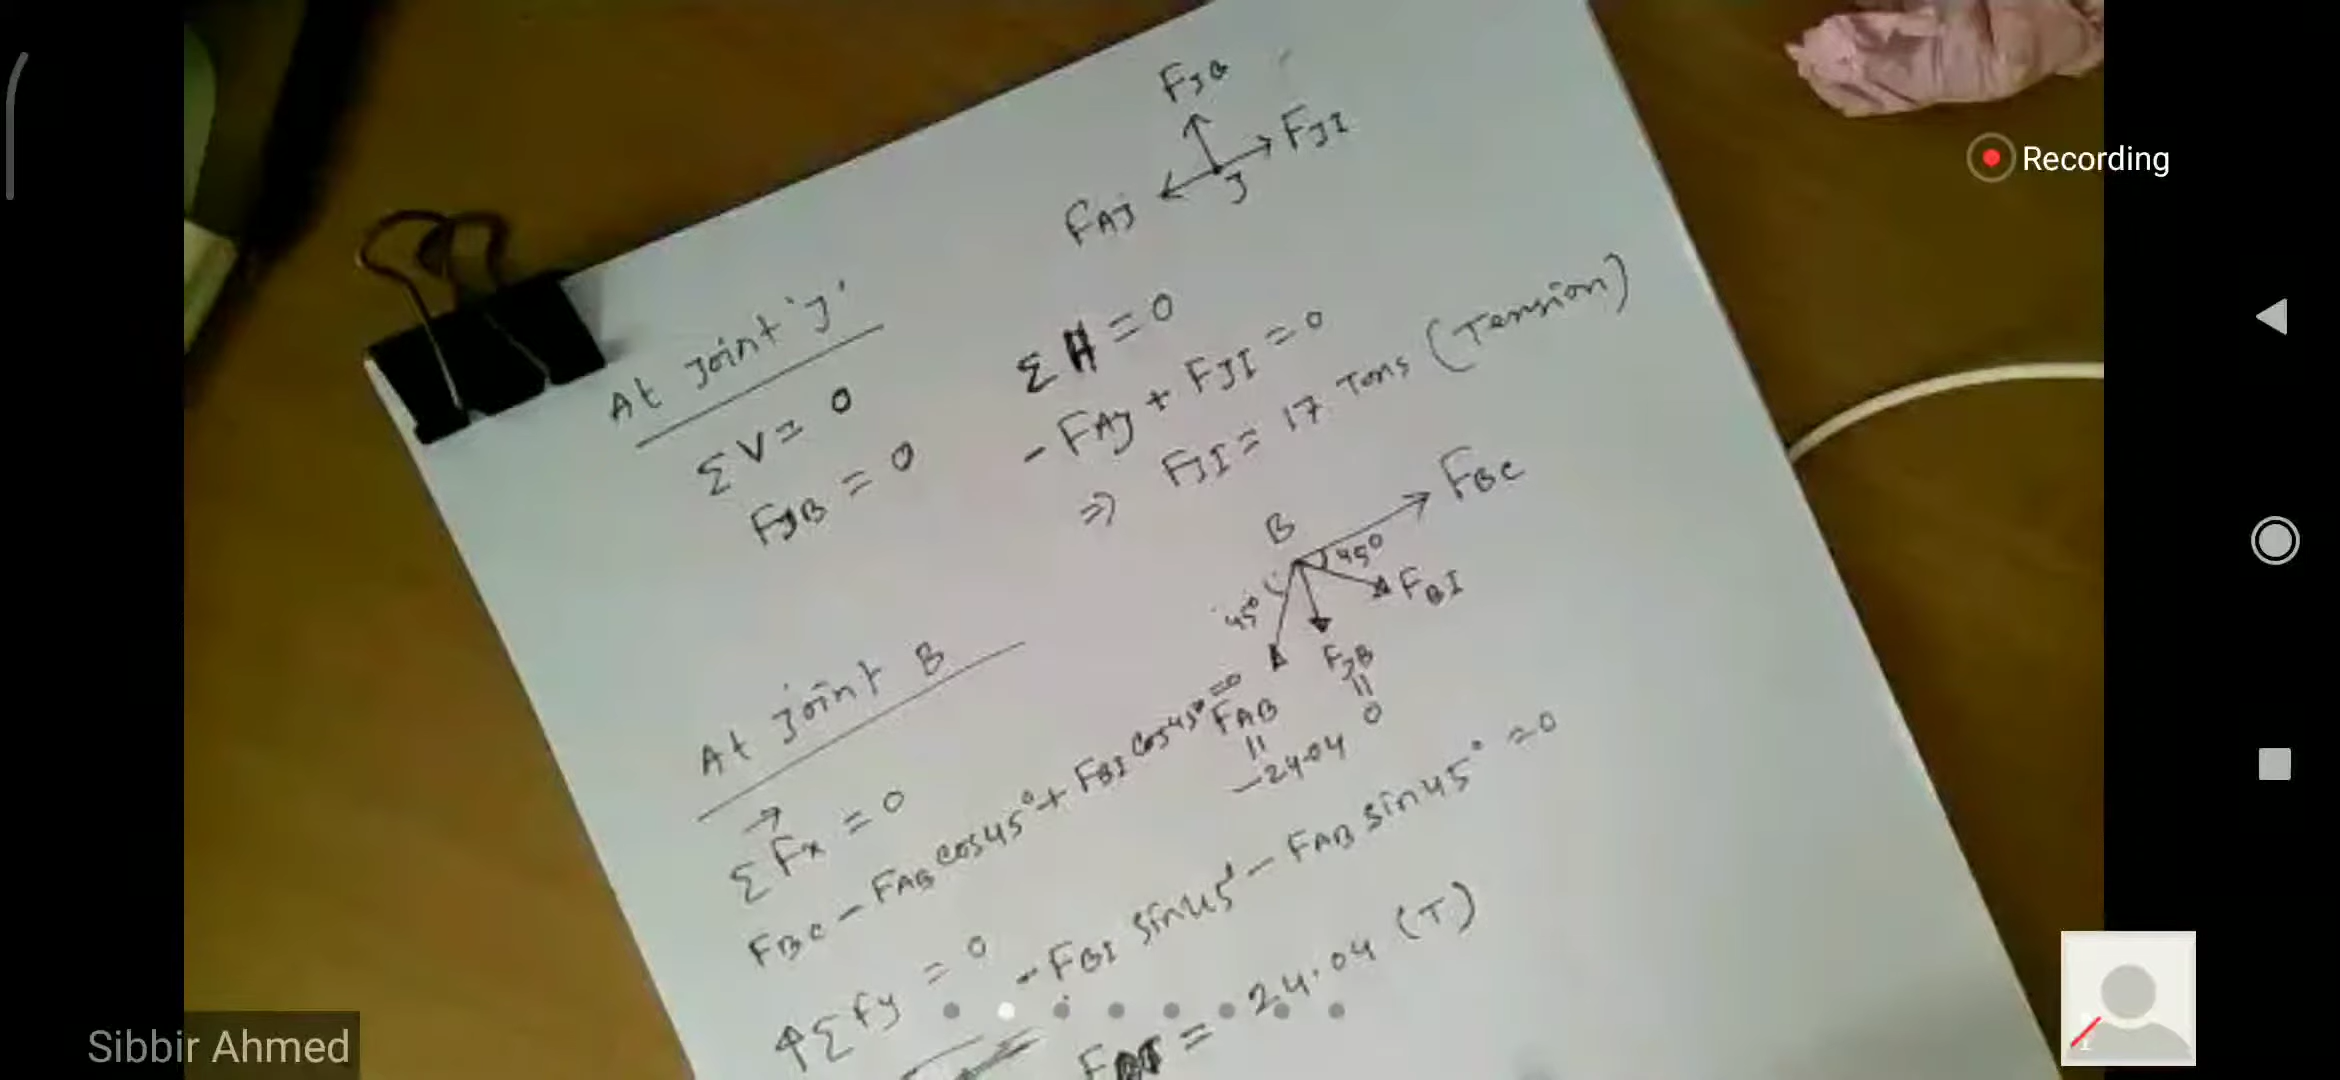 FJB
FJI
FAJ
J
At Joint 'J'
ΣV = 0
FJB = 0
ΣH = 0
- FAJ + FJI = 0
⇒ FJI = 17 Tons (Tension)
B
FBC
45°
FBI
45°
FJB
=
0
FAB
=
-24.04
At joint B
→
ΣFx = 0
FBC - FAB cos45° + FBI cos45° = 0
↑ΣFy = 0
- FBI sin45° - FAB sin45° = 0
FBI = 24.04 (T)
Recording
Sibbir Ahmed